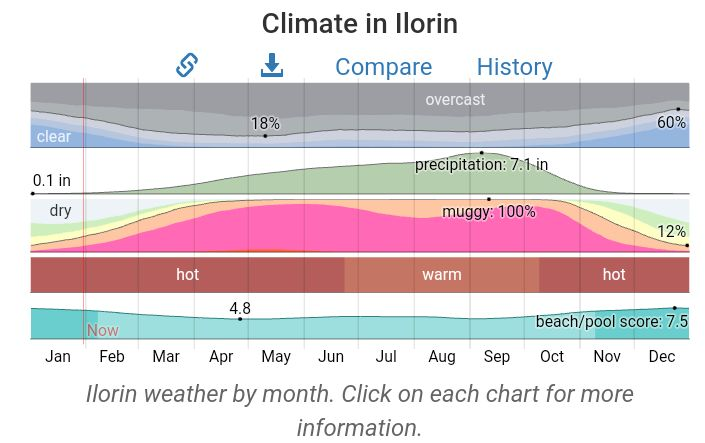 Climate in Ilorin
Compare History
overcast
18%
60%
clear
precipitation: 7.1 in
0.1 in
dry
muggy: 100%
12%
hot warm hot
4.8
beach/pool score: 7.5
Now
Jan Feb Mar Apr May Jun Jul Aug Sep Oct Nov Dec
Ilorin weather by month. Click on each chart for more
information.